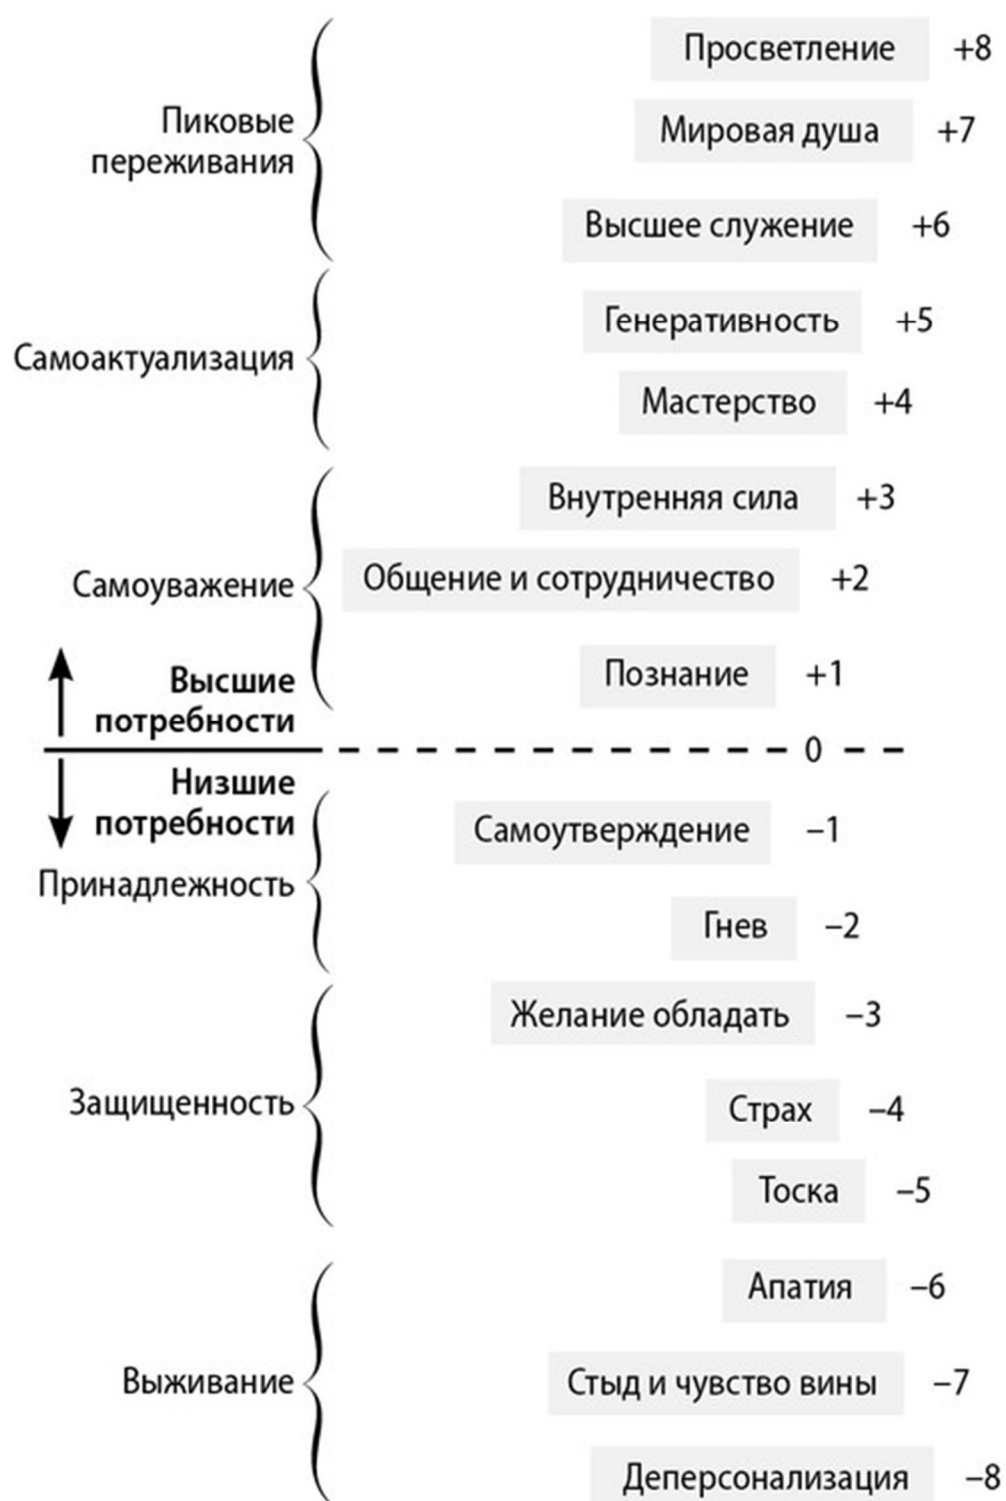 Просветление +8
Пиковые
переживания
Мировая душа +7
Высшее служение +6
Генеративность +5
Самоактуализация
Мастерство +4
Внутренняя сила +3
Самоуважение
Общение и сотрудничество +2
Познание +1
Высшие
потребности
0
Низшие
потребности
Самоутверждение –1
Принадлежность
Гнев –2
Желание обладать –3
Защищенность
Страх –4
Тоска –5
Апатия –6
Выживание
Стыд и чувство вины –7
Деперсонализация –8